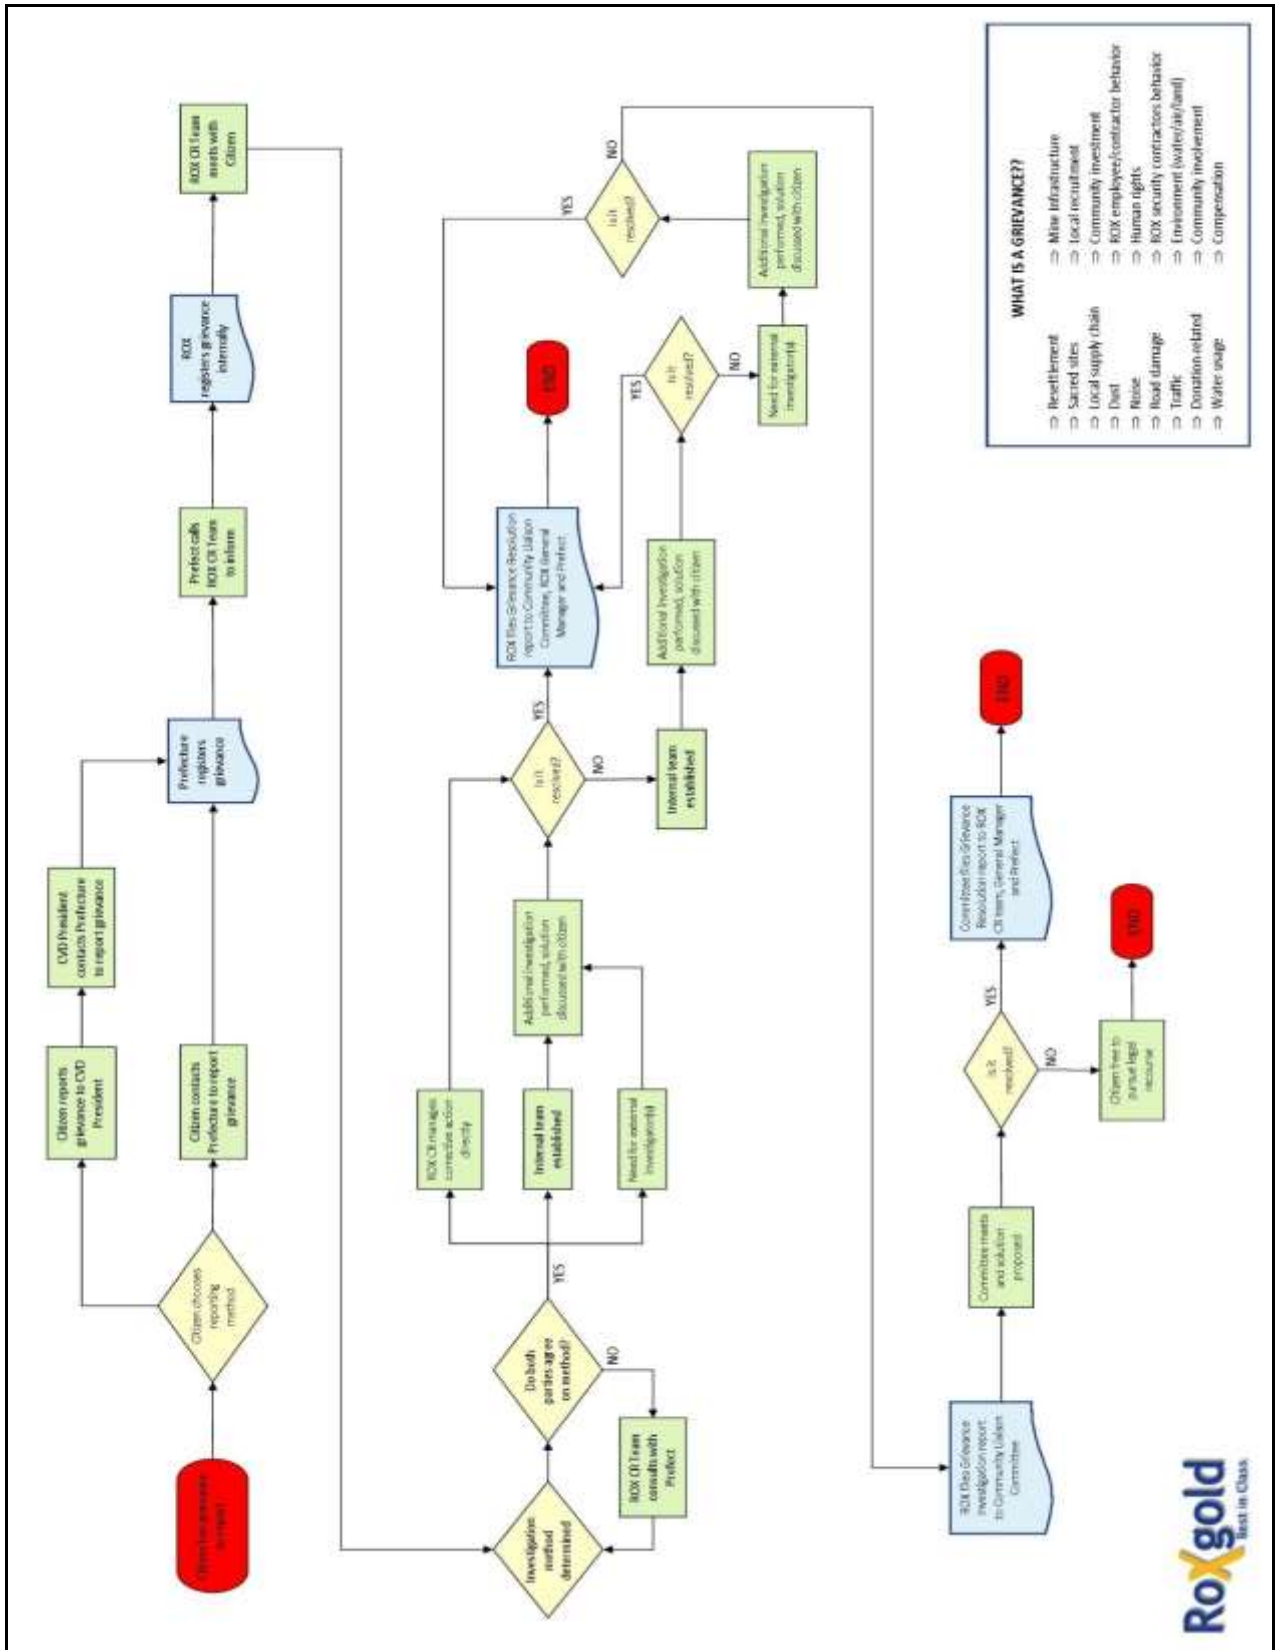 Citizen has grievance
to report
Citizen chooses
reporting
method
Citizen reports
grievance to CVD
President
CVD President
contacts Prefecture
to report grievance
Citizen contacts
Prefecture to report
grievance
Prefecture
registers
grievance
Prefect calls
ROX CR Team
to inform
ROX
registers grievance
internally
ROX CR Team
meets with
Citizen
Investigation
method
determined
Do both
parties agree
on method?
NO
ROX CR Team
consults with
Prefect
YES
ROX CR manages
corrective action
directly
Internal team
established
Need for external
investigator(s)
Additional investigation
performed, solution
discussed with citizen
Is it
resolved?
YES
NO
Internal team
established
ROX files Grievance Resolution
report to Community Liaison
Committee, ROX General
Manager and Prefect
END
Additional investigation
performed, solution
discussed with citizen
Is it
resolved?
YES
NO
Need for external
investigator(s)
Additional investigation
performed, solution
discussed with citizen
Is it
resolved?
YES
NO
ROX files Grievance
Investigation report
to Community Liaison
Committee
Committee meets
and solution
proposed
Is it
resolved?
YES
NO
Committee files Grievance
Resolution report to ROX
CR team, General Manager
and Prefect
END
Citizen free to
pursue legal
recourse
END
WHAT IS A GRIEVANCE??
⇒ Resettlement
⇒ Sacred sites
⇒ Local supply chain
⇒ Dust
⇒ Noise
⇒ Road damage
⇒ Traffic
⇒ Donation-related
⇒ Water usage
⇒ Mine Infrastructure
⇒ Local recruitment
⇒ Community investment
⇒ ROX employee/contractor behavior
⇒ Human rights
⇒ ROX security contractors behavior
⇒ Environment (water/air/land)
⇒ Community involvement
⇒ Compensation
RoXgold
Best in Class